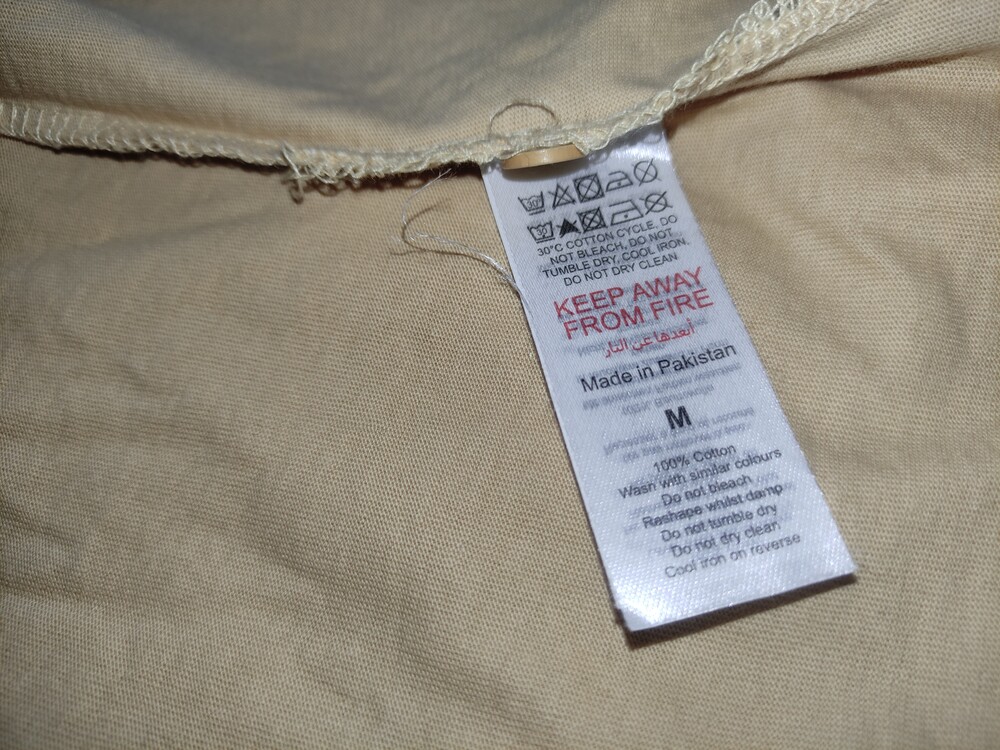 30
30
30°C COTTON CYCLE, DO
NOT BLEACH, DO NOT
TUMBLE DRY, COOL IRON,
DO NOT DRY CLEAN
KEEP AWAY
FROM FIRE
أبعدها عن النار
Made in Pakistan
M
100% Cotton
Wash with similar colours
Do not bleach
Reshape whilst damp
Do not tumble dry
Do not dry clean
Cool iron on reverse